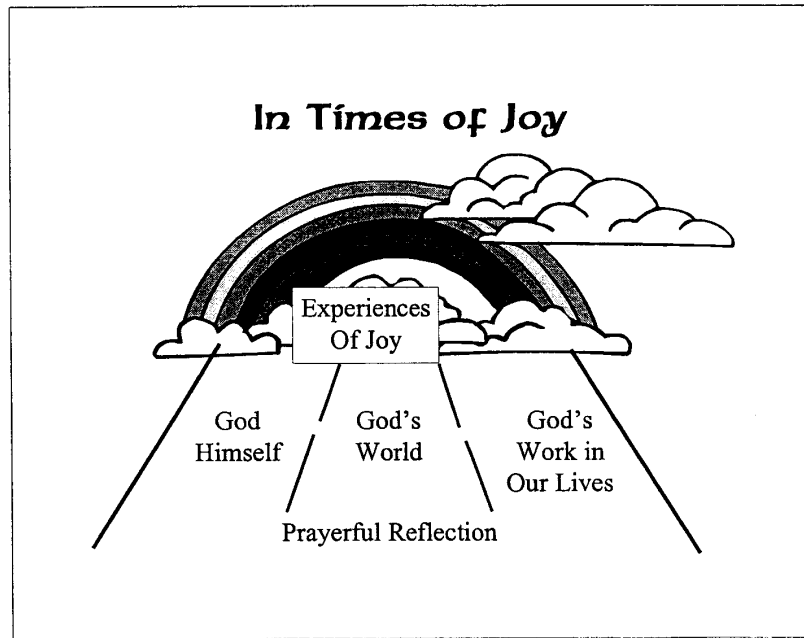 In Times of Joy
Experiences
Of Joy
God
Himself
God's
World
God's
Work in
Our Lives
Prayerful Reflection